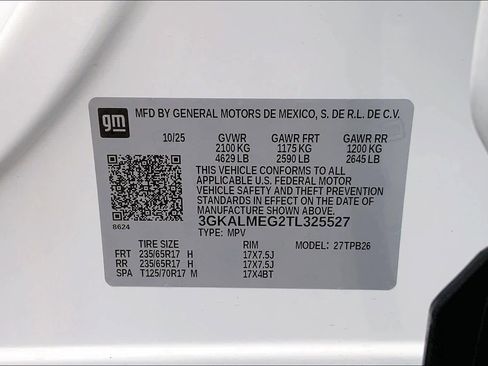 gm
MFD BY GENERAL MOTORS DE MEXICO, S. DE R.L. DE C.V.
10/25 GVWR GAWR FRT GAWR RR
2100 KG 1175 KG 1200 KG
4629 LB 2590 LB 2645 LB
THIS VEHICLE CONFORMS TO ALL
APPLICABLE U.S. FEDERAL MOTOR
VEHICLE SAFETY AND THEFT PREVENTION
STANDARDS IN EFFECT ON THE DATE OF
MANUFACTURE SHOWN ABOVE.
3GKALMEG2TL325527
8624
TYPE: MPV
TIRE SIZE RIM MODEL: 27TPB26
FRT 235/65R17 H 17X7.5J
RR 235/65R17 H 17X7.5J
SPA T125/70R17 M 17X4BT